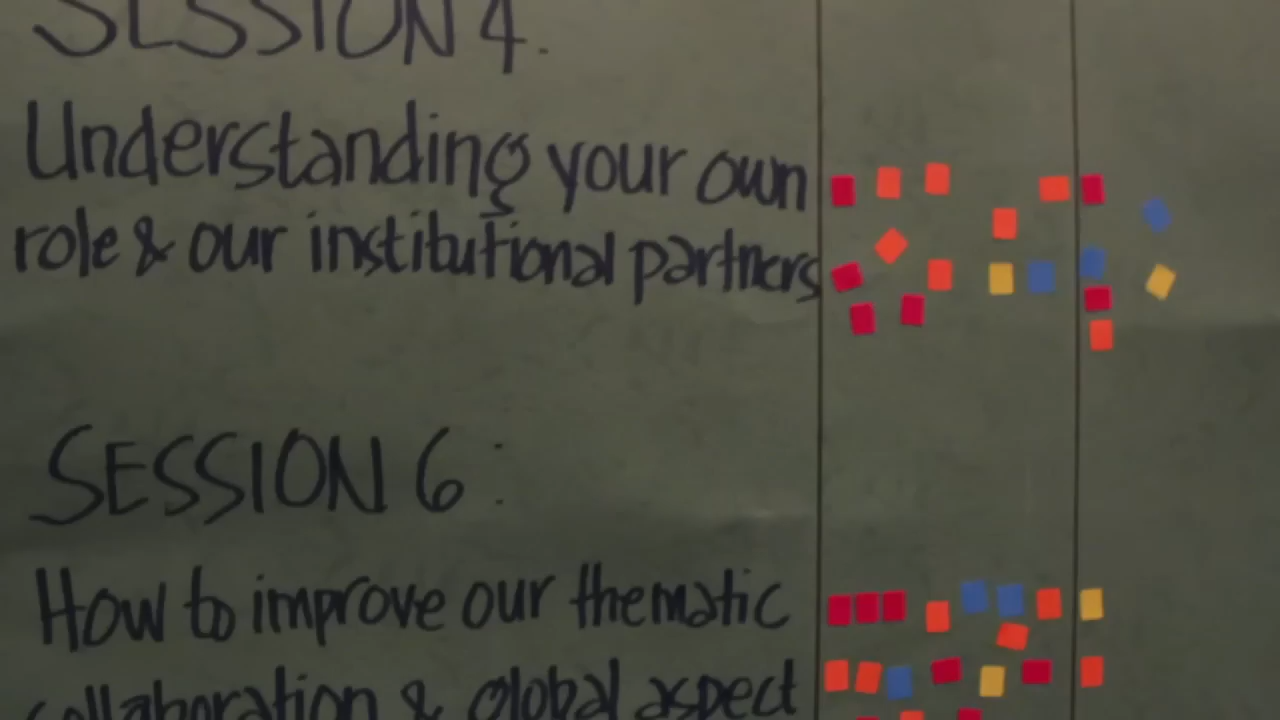 SESSION 4.
Understanding your own
role & our institutional partners
SESSION 6:
How to improve our thematic
collaboration & global aspect